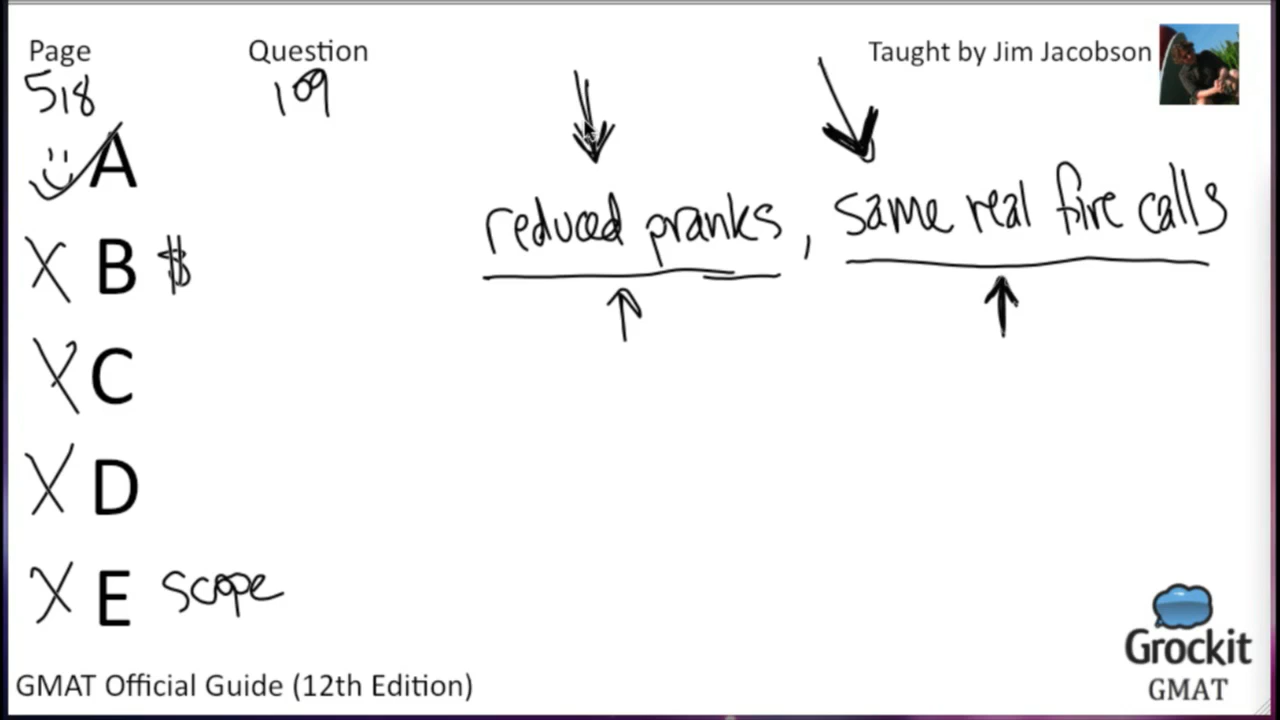 Page Question Taught by Jim Jacobson
518 109
A
reduced pranks, same real fire calls
B $
C
D
E scope
Grockit
GMAT
GMAT Official Guide (12th Edition)